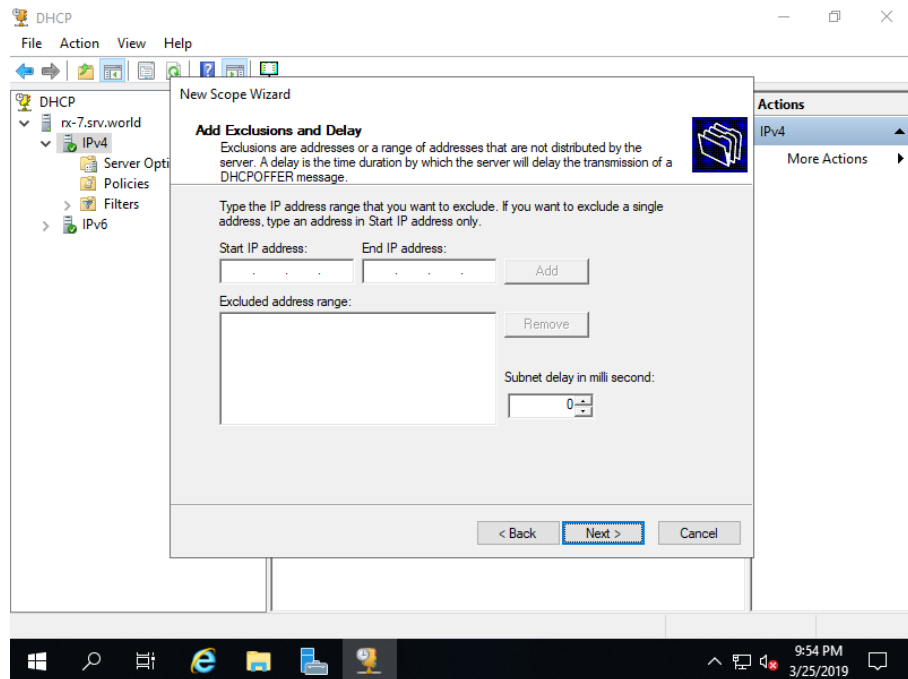 DHCP
File Action View Help
DHCP
rx-7.srv.world
IPv4
Server Opti
Policies
Filters
IPv6
New Scope Wizard
Add Exclusions and Delay
Exclusions are addresses or a range of addresses that are not distributed by the
server. A delay is the time duration by which the server will delay the transmission of a
DHCPOFFER message.
Type the IP address range that you want to exclude. If you want to exclude a single
address, type an address in Start IP address only.
Start IP address: End IP address:
. . . . . . Add
Excluded address range:
Remove
Subnet delay in milli second:
0
< Back Next > Cancel
Actions
IPv4
More Actions
9:54 PM
3/25/2019